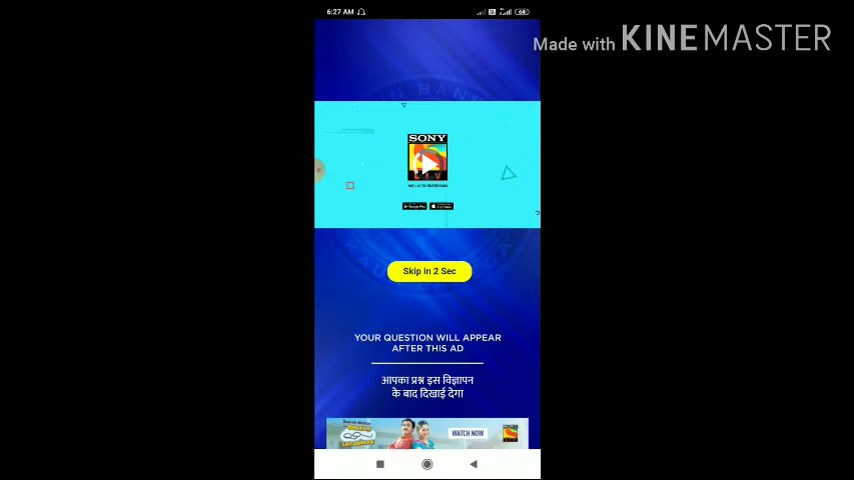 6:27 AM
64
Made with KINEMASTER
SONY
Skip in 2 Sec
YOUR QUESTION WILL APPEAR
AFTER THIS AD
आपका प्रश्न इस विज्ञापन
के बाद दिखाई देगा
WATCH NOW